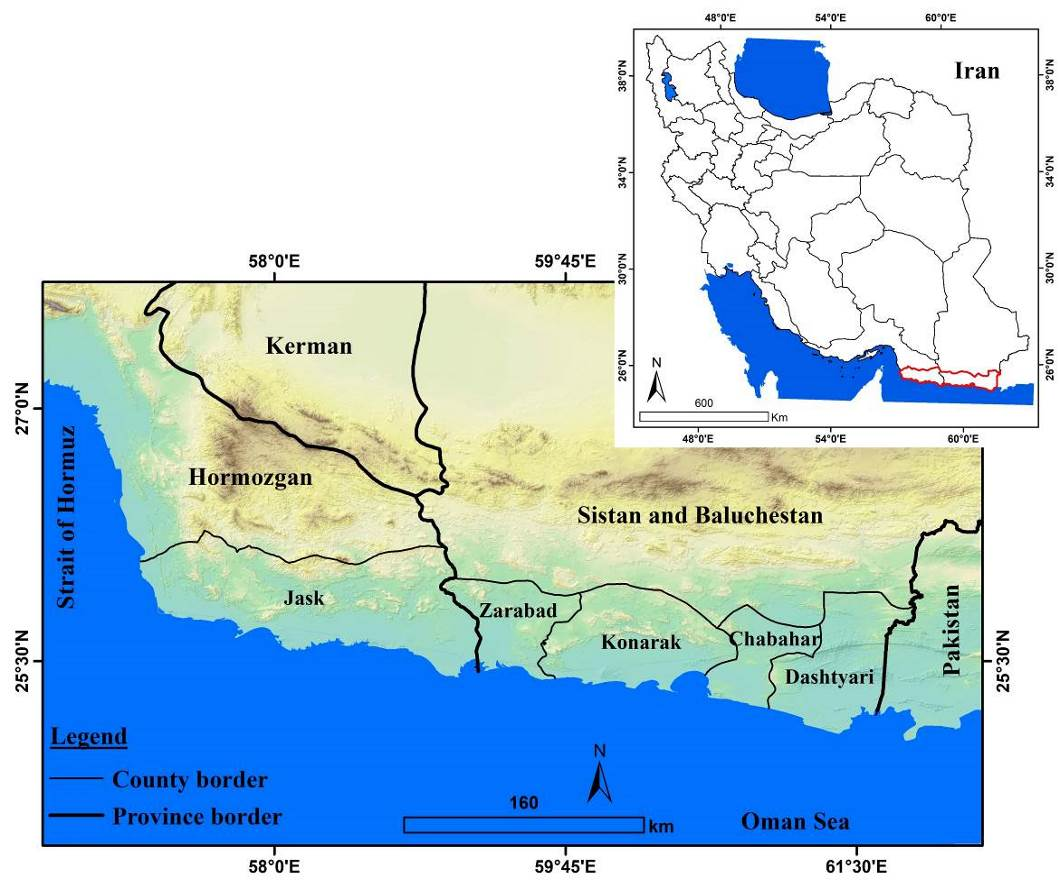 48°0'E 54°0'E 60°0'E
38°0'N
38°0'N
Iran
34°0'N
34°0'N
30°0'N
30°0'N
26°0'N
26°0'N
N
600
Km
48°0'E 54°0'E 60°0'E
58°0'E 59°45'E
27°0'N
Kerman
Hormozgan
Strait of Hormuz
Sistan and Baluchestan
Jask
Zarabad
Konarak
Chabahar
Dashtyari
Pakistan
25°30'N
25°30'N
Legend
County border
Province border
N
160
km
Oman Sea
58°0'E 59°45'E 61°30'E